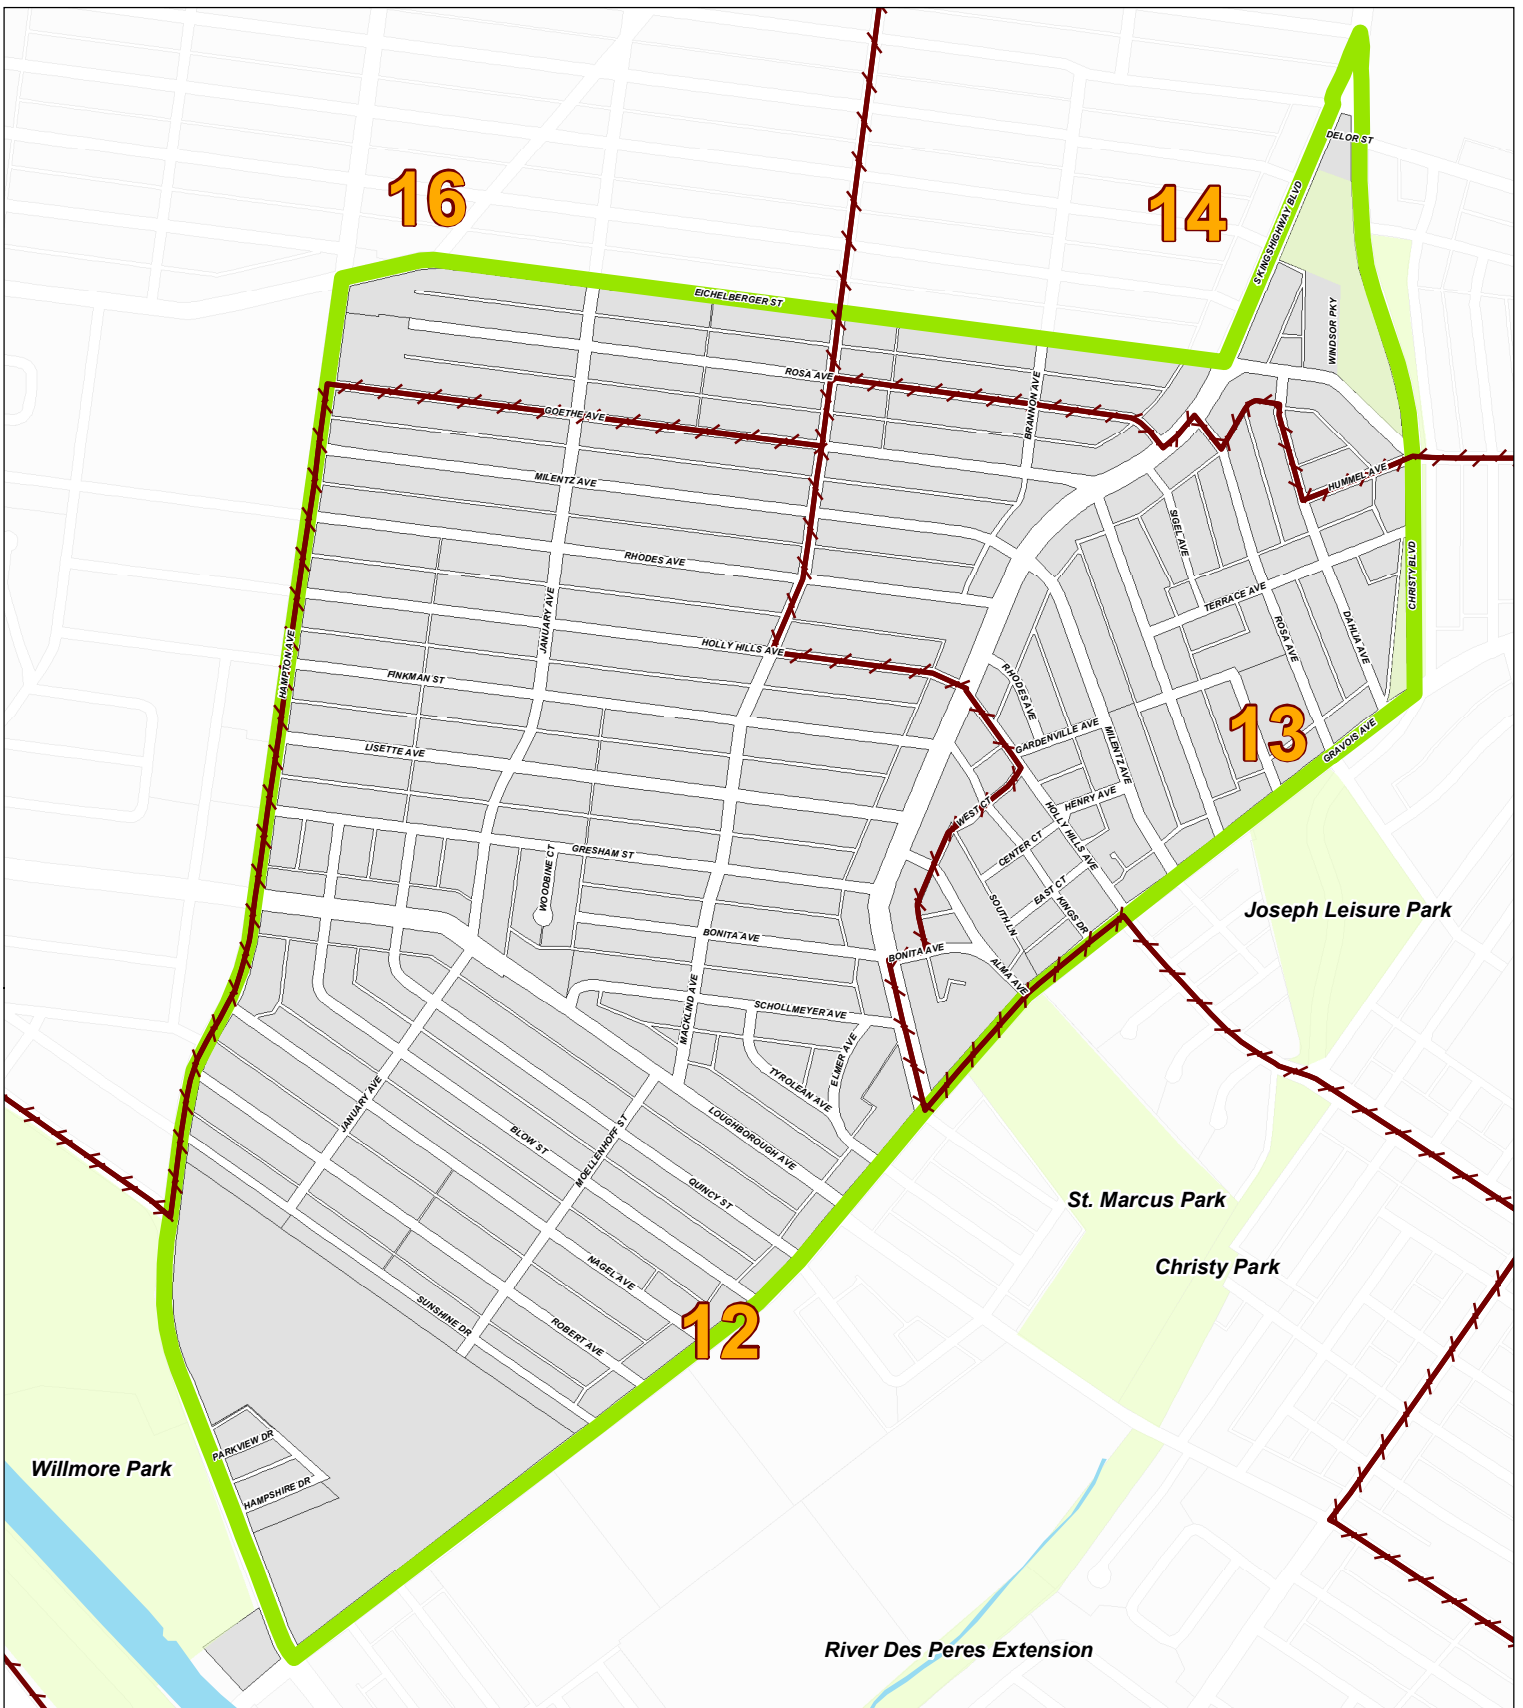 DELOR ST
16
14
S KINGSHIGHWAY BLVD
EICHELBERGER ST
WINDSOR PKY
ROSA AVE
BRANNON AVE
GOETHE AVE
HUMMEL AVE
MILENTZ AVE
SIGEL AVE
RHODES AVE
CHRISTY BLVD
TERRACE AVE
JANUARY AVE
HOLLY HILLS AVE
ROSA AVE
DAHLIA AVE
HAMPTON AVE
FINKMAN ST
RHODES AVE
13
GARDENVILLE AVE
MILENTZ AVE
GRAVOIS AVE
LISETTE AVE
WEST CT
HENRY AVE
HOLLY HILLS AVE
CENTER CT
GRESHAM ST
WOODBINE CT
EAST CT
SOUTH LN
KINGS DR
Joseph Leisure Park
BONITA AVE
BONITA AVE
ALMA AVE
MACKLIND AVE
SCHOLLMEYER AVE
ELMER AVE
TYROLEAN AVE
JANUARY AVE
LOUGHBOROUGH AVE
BLOW ST
MOELLENHOFF ST
QUINCY ST
St. Marcus Park
Christy Park
NAGEL AVE
SUNSHINE DR
12
ROBERT AVE
PARKVIEW DR
Willmore Park
HAMPSHIRE DR
River Des Peres Extension